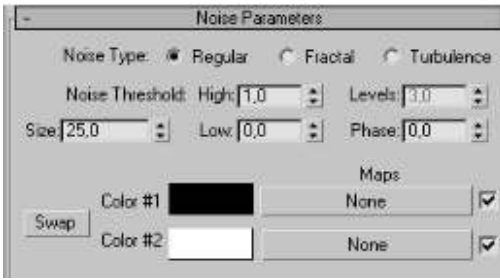 - Noise Parameters
Noise Type: Regular Fractal Turbulence
Noise Threshold: High: 1,0 Levels: 3,0
Size: 25,0 Low: 0,0 Phase: 0,0
Maps
Color #1 None
Swap
Color #2 None